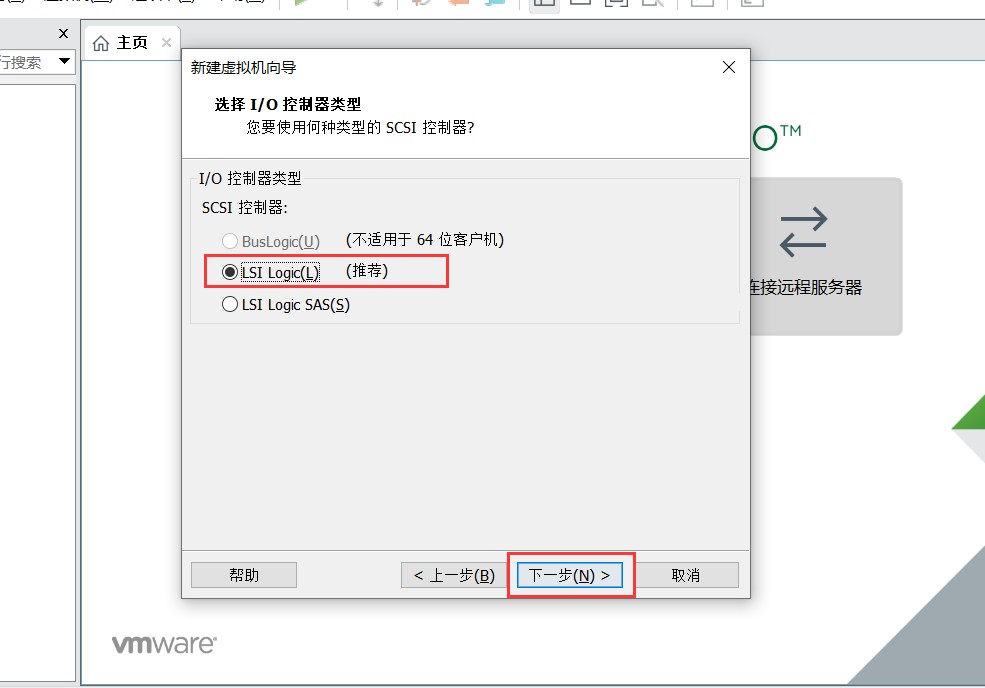 主页
行搜索
新建虚拟机向导
选择 I/O 控制器类型
您要使用何种类型的 SCSI 控制器?
O™
I/O 控制器类型
SCSI 控制器:
BusLogic(U) (不适用于 64 位客户机)
LSI Logic(L) (推荐)
LSI Logic SAS(S)
连接远程服务器
帮助
< 上一步(B)
下一步(N) >
取消
vmware®